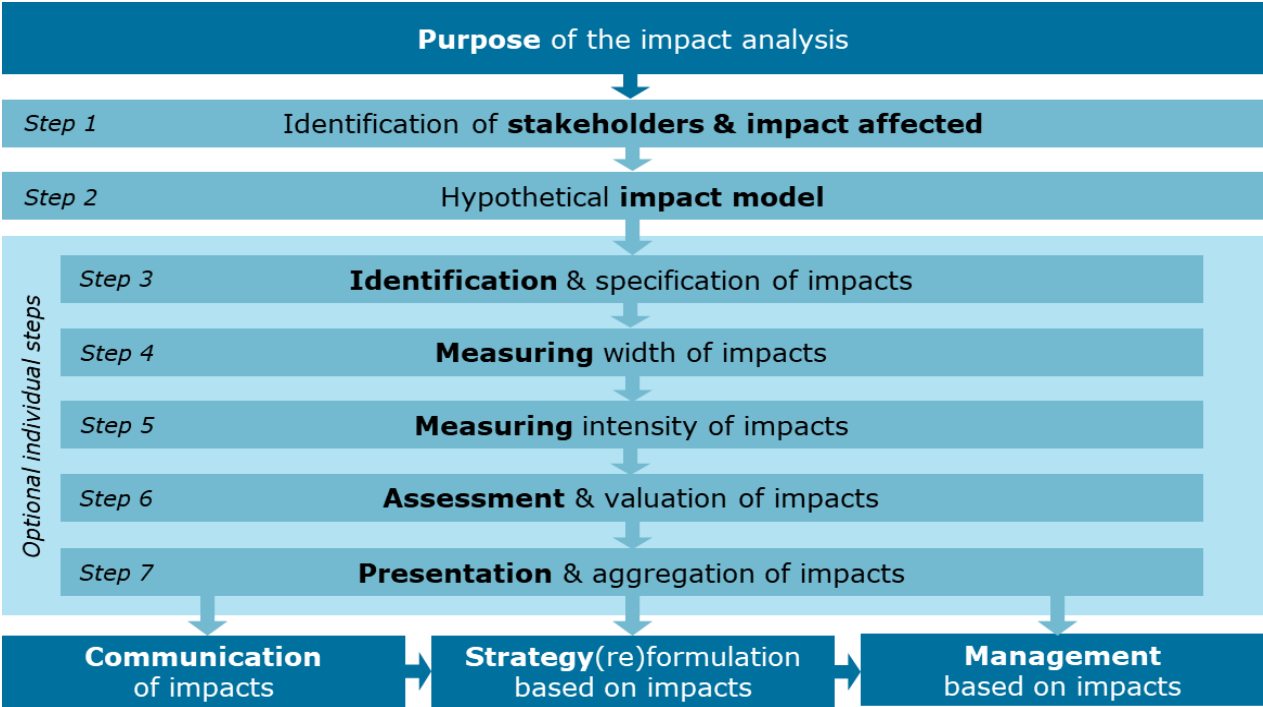 Purpose of the impact analysis
Step 1
Identification of stakeholders & impact affected
Step 2
Hypothetical impact model
Optional individual steps
Step 3
Identification & specification of impacts
Step 4
Measuring width of impacts
Step 5
Measuring intensity of impacts
Step 6
Assessment & valuation of impacts
Step 7
Presentation & aggregation of impacts
Communication
of impacts
Strategy(re)formulation
based on impacts
Management
based on impacts